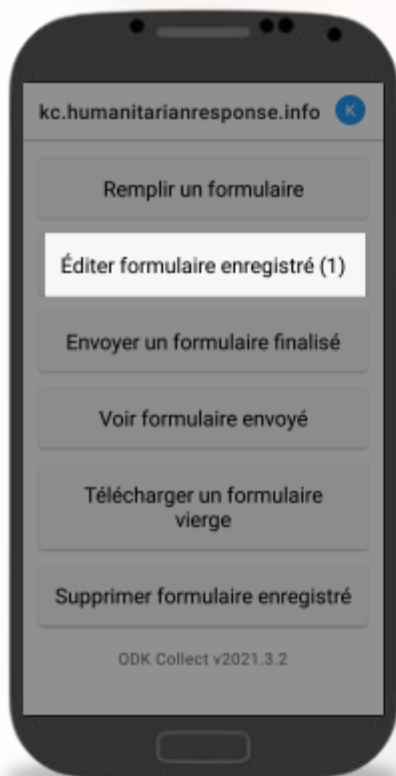 kc.humanitarianresponse.info K
Remplir un formulaire
Éditer formulaire enregistré (1)
Envoyer un formulaire finalisé
Voir formulaire envoyé
Télécharger un formulaire
vierge
Supprimer formulaire enregistré
ODK Collect v2021.3.2